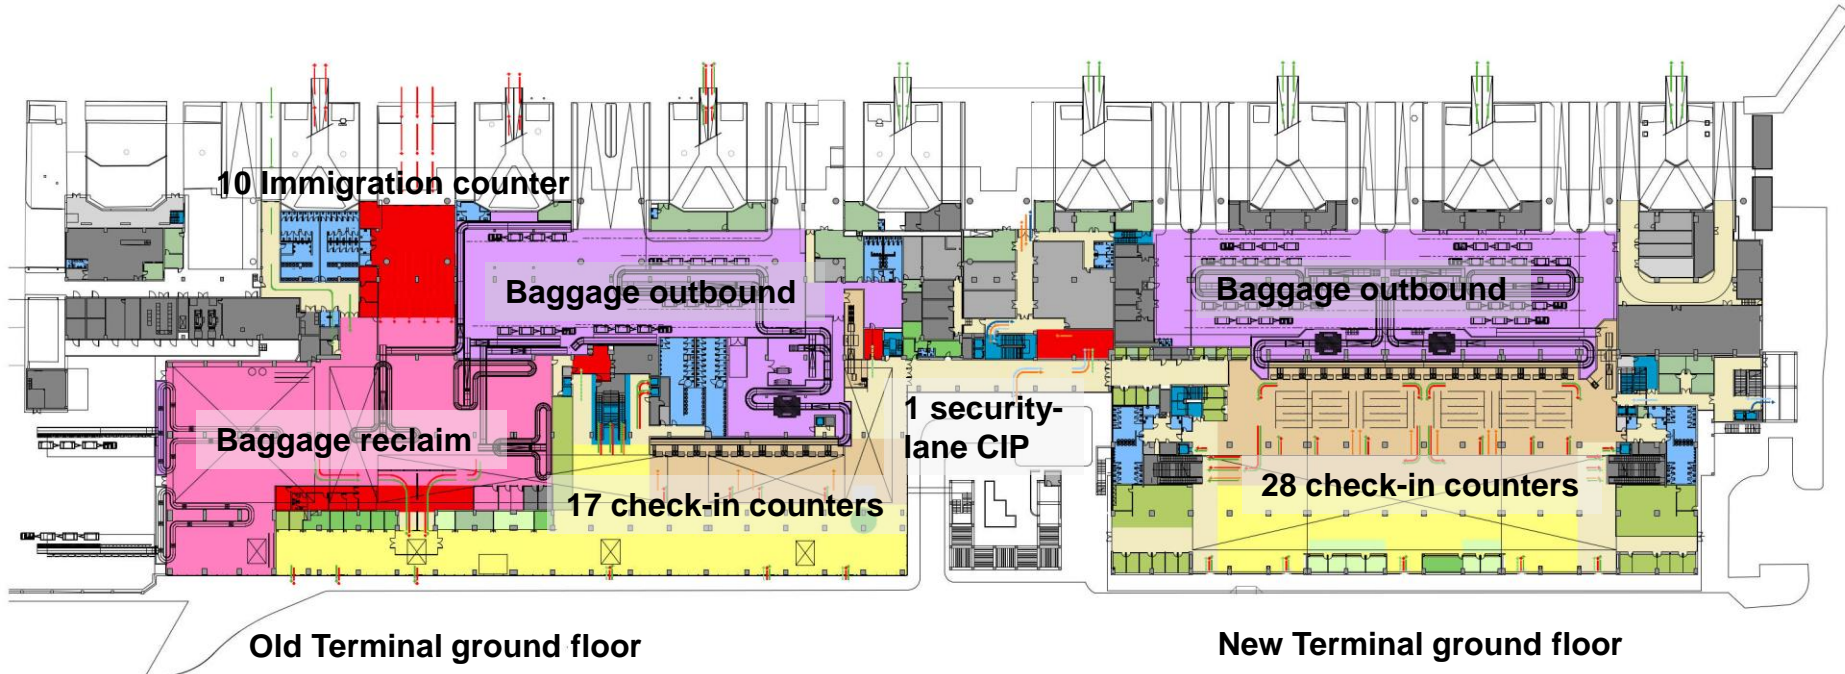 10 Immigration counter
Baggage outbound
Baggage outbound
Baggage reclaim
1 security-
lane CIP
17 check-in counters
28 check-in counters
Old Terminal ground floor
New Terminal ground floor